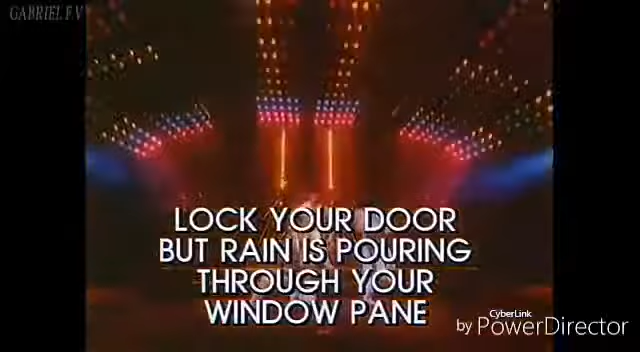 GABRIEL F.V
LOCK YOUR DOOR
BUT RAIN IS POURING
THROUGH YOUR
WINDOW PANE
CyberLink
by PowerDirector